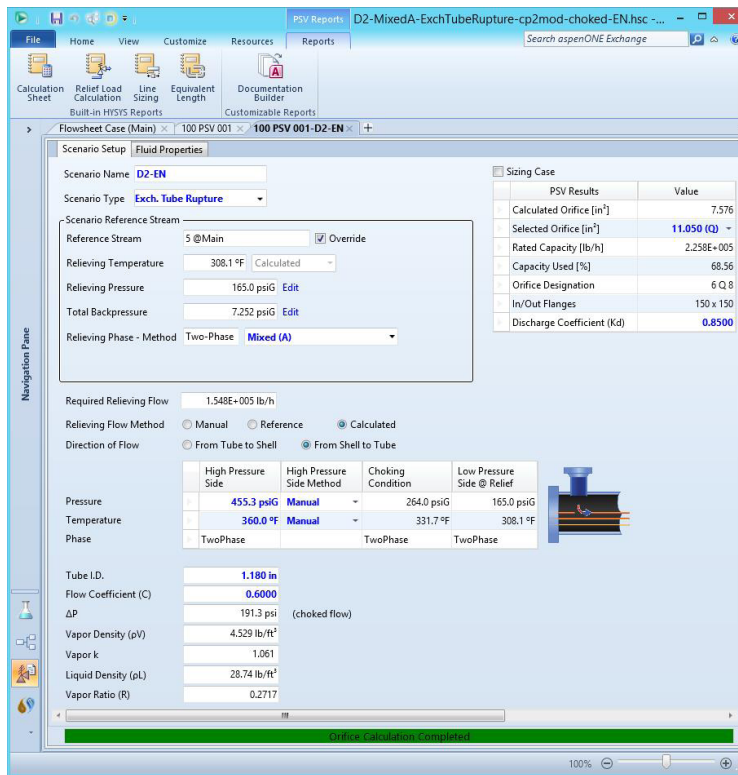 PSV Reports
D2-MixedA-ExchTubeRupture-cp2mod-choked-EN.hsc -...
File Home View Customize Resources Reports
Search aspenONE Exchange
Calculation Sheet
Relief Load Calculation
Line Sizing
Equivalent Length
Documentation Builder
Built-in HYSYS Reports
Customizable Reports
Flowsheet Case (Main) × 100 PSV 001 × 100 PSV 001-D2-EN × +
Navigation Pane
Scenario Setup Fluid Properties
Scenario Name D2-EN
Scenario Type Exch. Tube Rupture
Scenario Reference Stream
Reference Stream 5 @Main Override
Relieving Temperature 308.1 ºF Calculated
Relieving Pressure 165.0 psiG Edit
Total Backpressure 7.252 psiG Edit
Relieving Phase - Method Two-Phase Mixed (A)
Sizing Case
PSV Results Value
Calculated Orifice [in²] 7.576
Selected Orifice [in²] 11.050 (Q)
Rated Capacity [lb/h] 2.258E+005
Capacity Used [%] 68.56
Orifice Designation 6 Q 8
In/Out Flanges 150 x 150
Discharge Coefficient (Kd) 0.8500
Required Relieving Flow 1.548E+005 lb/h
Relieving Flow Method Manual Reference Calculated
Direction of Flow From Tube to Shell From Shell to Tube
High Pressure Side
High Pressure Side Method
Choking Condition
Low Pressure Side @ Relief
Pressure 455.3 psiG Manual 264.0 psiG 165.0 psiG
Temperature 360.0 ºF Manual 331.7 ºF 308.1 ºF
Phase TwoPhase TwoPhase TwoPhase
Tube I.D. 1.180 in
Flow Coefficient (C) 0.6000
ΔP 191.3 psi (choked flow)
Vapor Density (ρV) 4.529 lb/ft³
Vapor k 1.061
Liquid Density (ρL) 28.74 lb/ft³
Vapor Ratio (R) 0.2717
Orifice Calculation Completed
100%